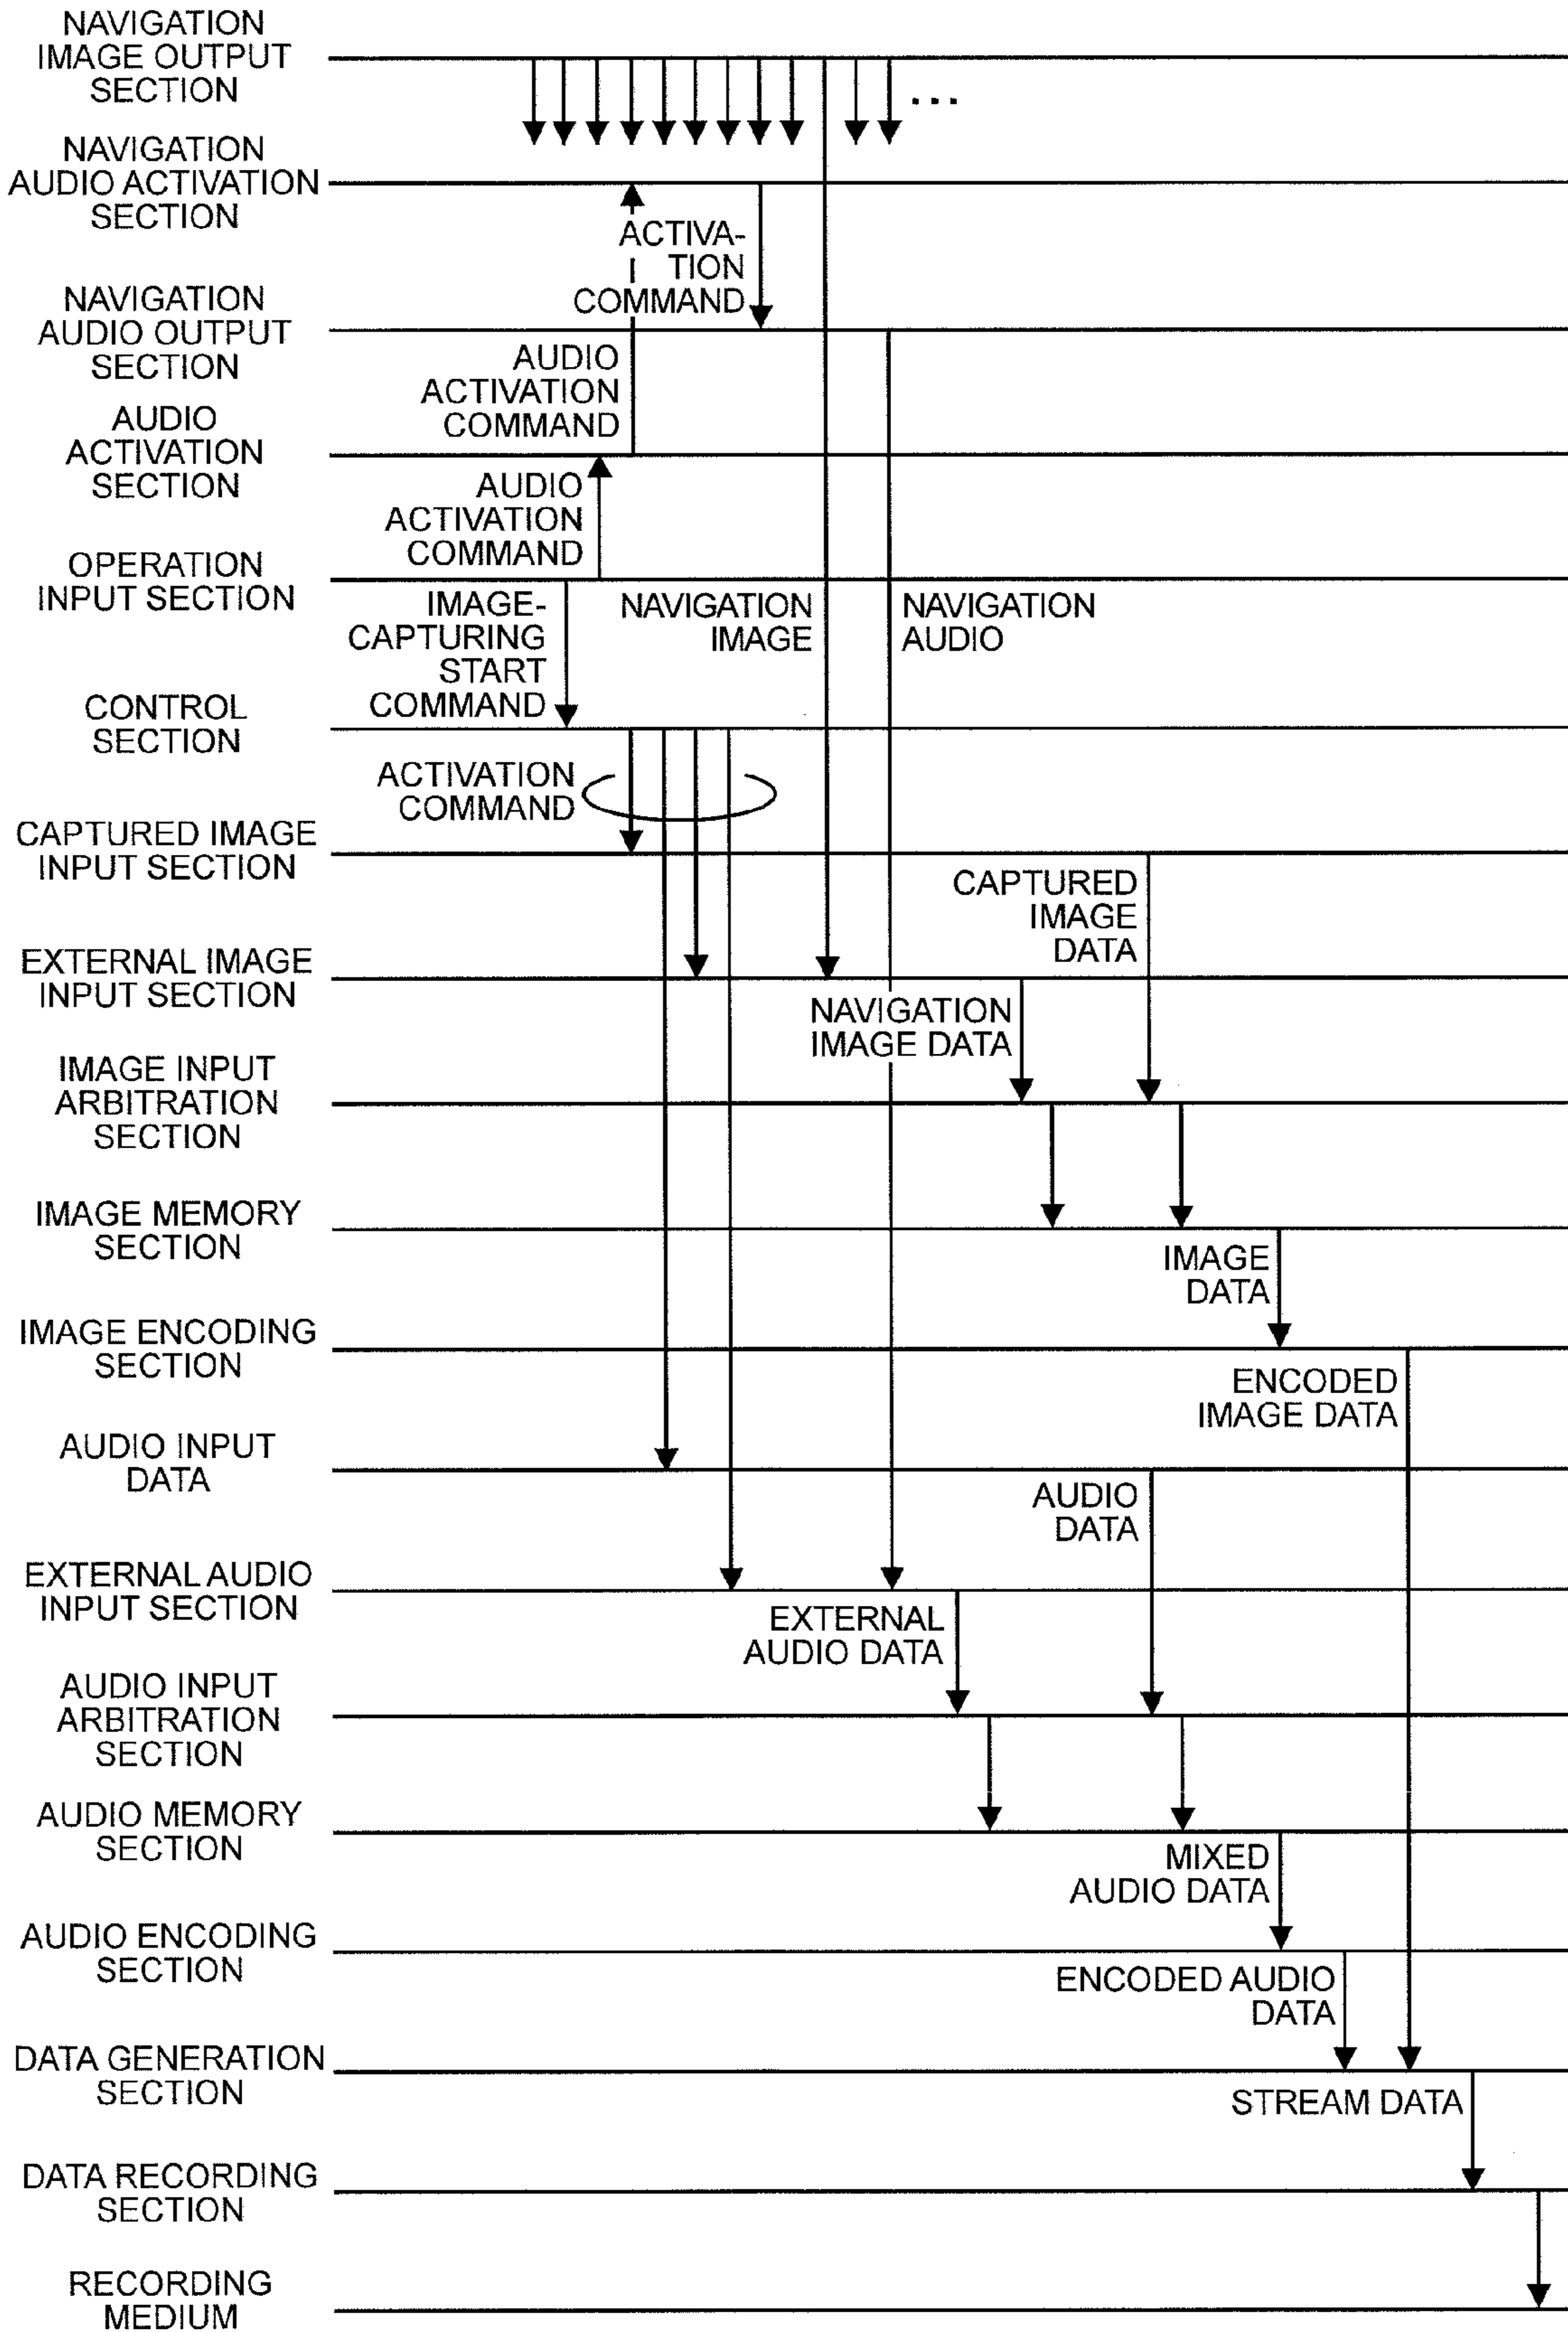 NAVIGATION
IMAGE OUTPUT
SECTION
...
NAVIGATION
AUDIO ACTIVATION
SECTION
ACTIVA-
TION
COMMAND
NAVIGATION
AUDIO OUTPUT
SECTION
AUDIO
ACTIVATION
COMMAND
AUDIO
ACTIVATION
SECTION
AUDIO
ACTIVATION
COMMAND
OPERATION
INPUT SECTION
IMAGE-
CAPTURING
START
COMMAND
NAVIGATION
IMAGE
NAVIGATION
AUDIO
CONTROL
SECTION
ACTIVATION
COMMAND
CAPTURED IMAGE
INPUT SECTION
CAPTURED
IMAGE
DATA
EXTERNAL IMAGE
INPUT SECTION
NAVIGATION
IMAGE DATA
IMAGE INPUT
ARBITRATION
SECTION
IMAGE MEMORY
SECTION
IMAGE
DATA
IMAGE ENCODING
SECTION
ENCODED
IMAGE DATA
AUDIO INPUT
DATA
AUDIO
DATA
EXTERNAL AUDIO
INPUT SECTION
EXTERNAL
AUDIO DATA
AUDIO INPUT
ARBITRATION
SECTION
AUDIO MEMORY
SECTION
MIXED
AUDIO DATA
AUDIO ENCODING
SECTION
ENCODED AUDIO
DATA
DATA GENERATION
SECTION
STREAM DATA
DATA RECORDING
SECTION
RECORDING
MEDIUM